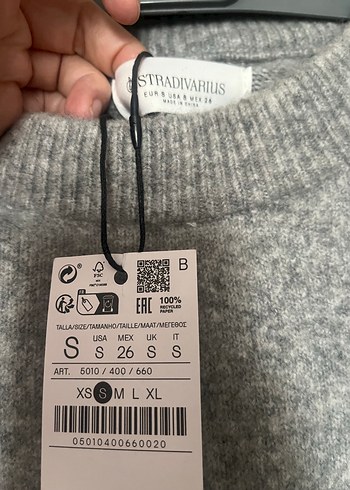 STRADIVARIUS
EUR S USA S MEX 26
MADE IN CHINA
B
FSC
EAC
100%
RECYCLED
PAPER
TALLA/SIZE/TAMANHO/TAILLE/MAAT/ΜΕΓΕΘΟΣ
S
USA MEX UK IT
S 26 S S
ART. 5010 / 400 / 660
XS S M L XL
05010400660020